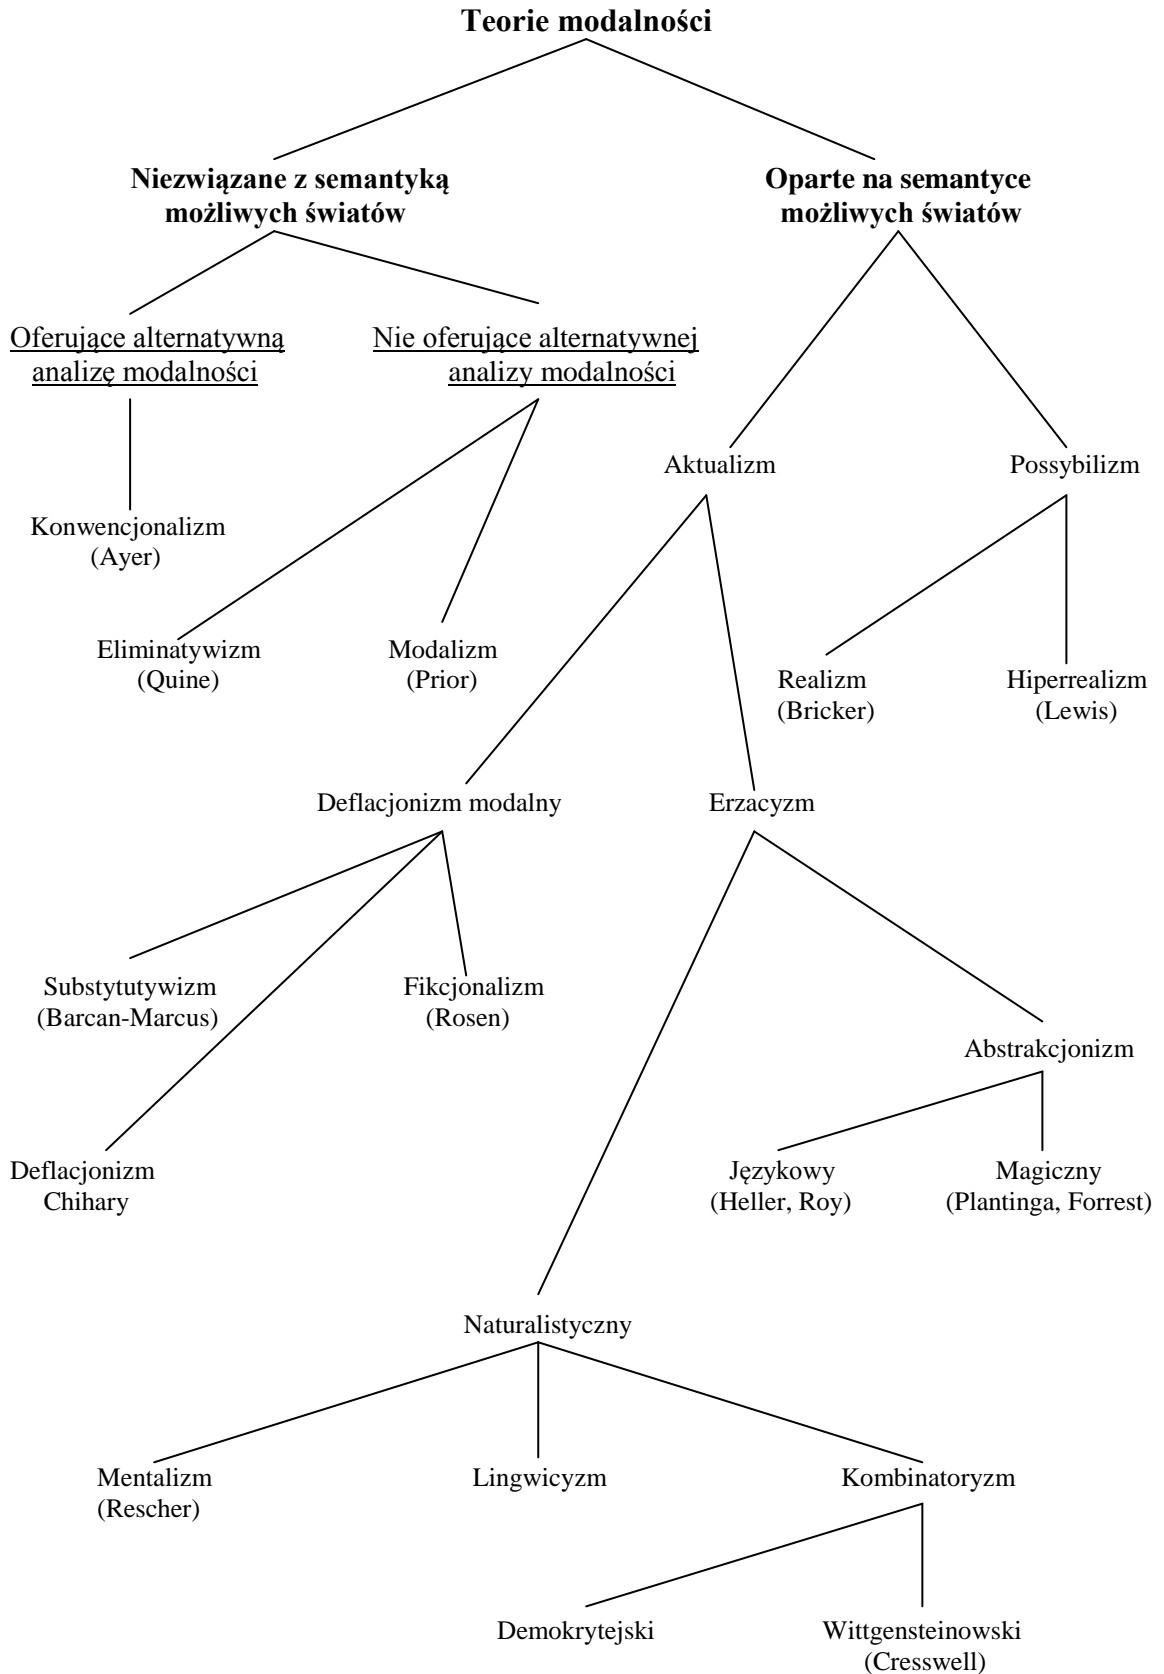 Teorie modalności
Niezwiązane z semantyką
możliwych światów
Oparte na semantyce
możliwych światów
Oferujące alternatywną
analizę modalności
Nie oferujące alternatywnej
analizy modalności
Aktualizm
Possybilizm
Konwencjonalizm
(Ayer)
Eliminatywizm
(Quine)
Modalizm
(Prior)
Realizm
(Bricker)
Hiperrealizm
(Lewis)
Deflacjonizm modalny
Erzacyzm
Substytutywizm
(Barcan-Marcus)
Fikcjonalizm
(Rosen)
Abstrakcjonizm
Deflacjonizm
Chihary
Językowy
(Heller, Roy)
Magiczny
(Plantinga, Forrest)
Naturalistyczny
Mentalizm
(Rescher)
Lingwicyzm
Kombinatoryzm
Demokrytejski
Wittgensteinowski
(Cresswell)